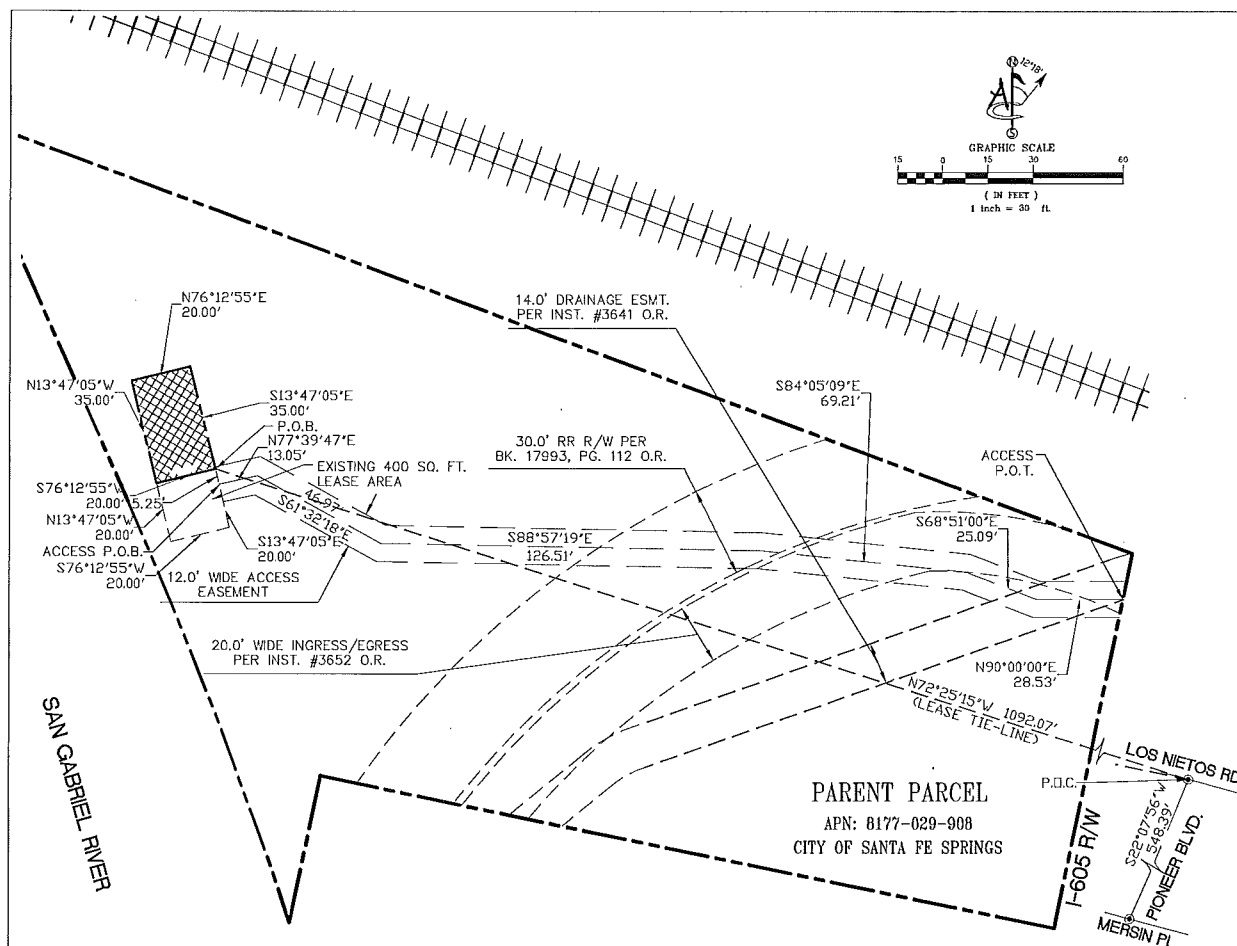 N
12°18'
S
GRAPHIC SCALE
15 0 15 30 60
( IN FEET )
1 inch = 30 ft.
N76°12'55"E
20.00'
14.0' DRAINAGE ESMT.
PER INST. #3641 O.R.
N13°47'05"W
35.00'
S13°47'05"E
35.00'
P.O.B.
N77°39'47"E
13.05'
EXISTING 400 SQ. FT.
LEASE AREA
S84°05'09"E
69.21'
30.0' RR R/W PER
BK. 17993, PG. 112 O.R.
ACCESS
P.O.T.
S76°12'55"W
20.00'
5.25'
N13°47'05"W
20.00'
ACCESS P.O.B.
S76°12'55"W
20.00'
46.97'
S61°32'18"E
S13°47'05"E
20.00'
S88°57'19"E
126.51'
S68°51'00"E
25.09'
12.0' WIDE ACCESS
EASEMENT
20.0' WIDE INGRESS/EGRESS
PER INST. #3652 O.R.
N90°00'00"E
28.53'
N72°25'15"W 1092.07'
(LEASE TIE-LINE)
SAN GABRIEL RIVER
LOS NIETOS RD
P.O.C.
PARENT PARCEL
APN: 8177-029-908
CITY OF SANTA FE SPRINGS
I-605 R/W
S22°07'56"W
548.39'
PIONEER BLVD.
MERSIN PL